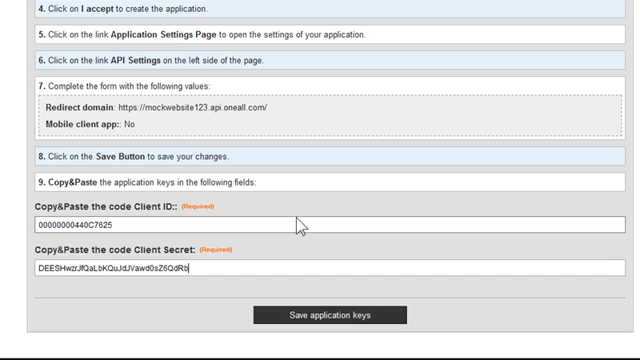 4. Click on I accept to create the application.
5. Click on the link Application Settings Page to open the settings of your application.
6. Click on the link API Settings on the left side of the page.
7. Complete the form with the following values:
Redirect domain: https://mockwebsite123.api.oneall.com/
Mobile client app:: No
8. Click on the Save Button to save your changes.
9. Copy&Paste the application keys in the following fields:
Copy&Paste the code Client ID:: (Required)
00000000440C7625
Copy&Paste the code Client Secret: (Required)
DEESHwzrJfQaLbKQuJdJVawd0sZ6QdRb
Save application keys